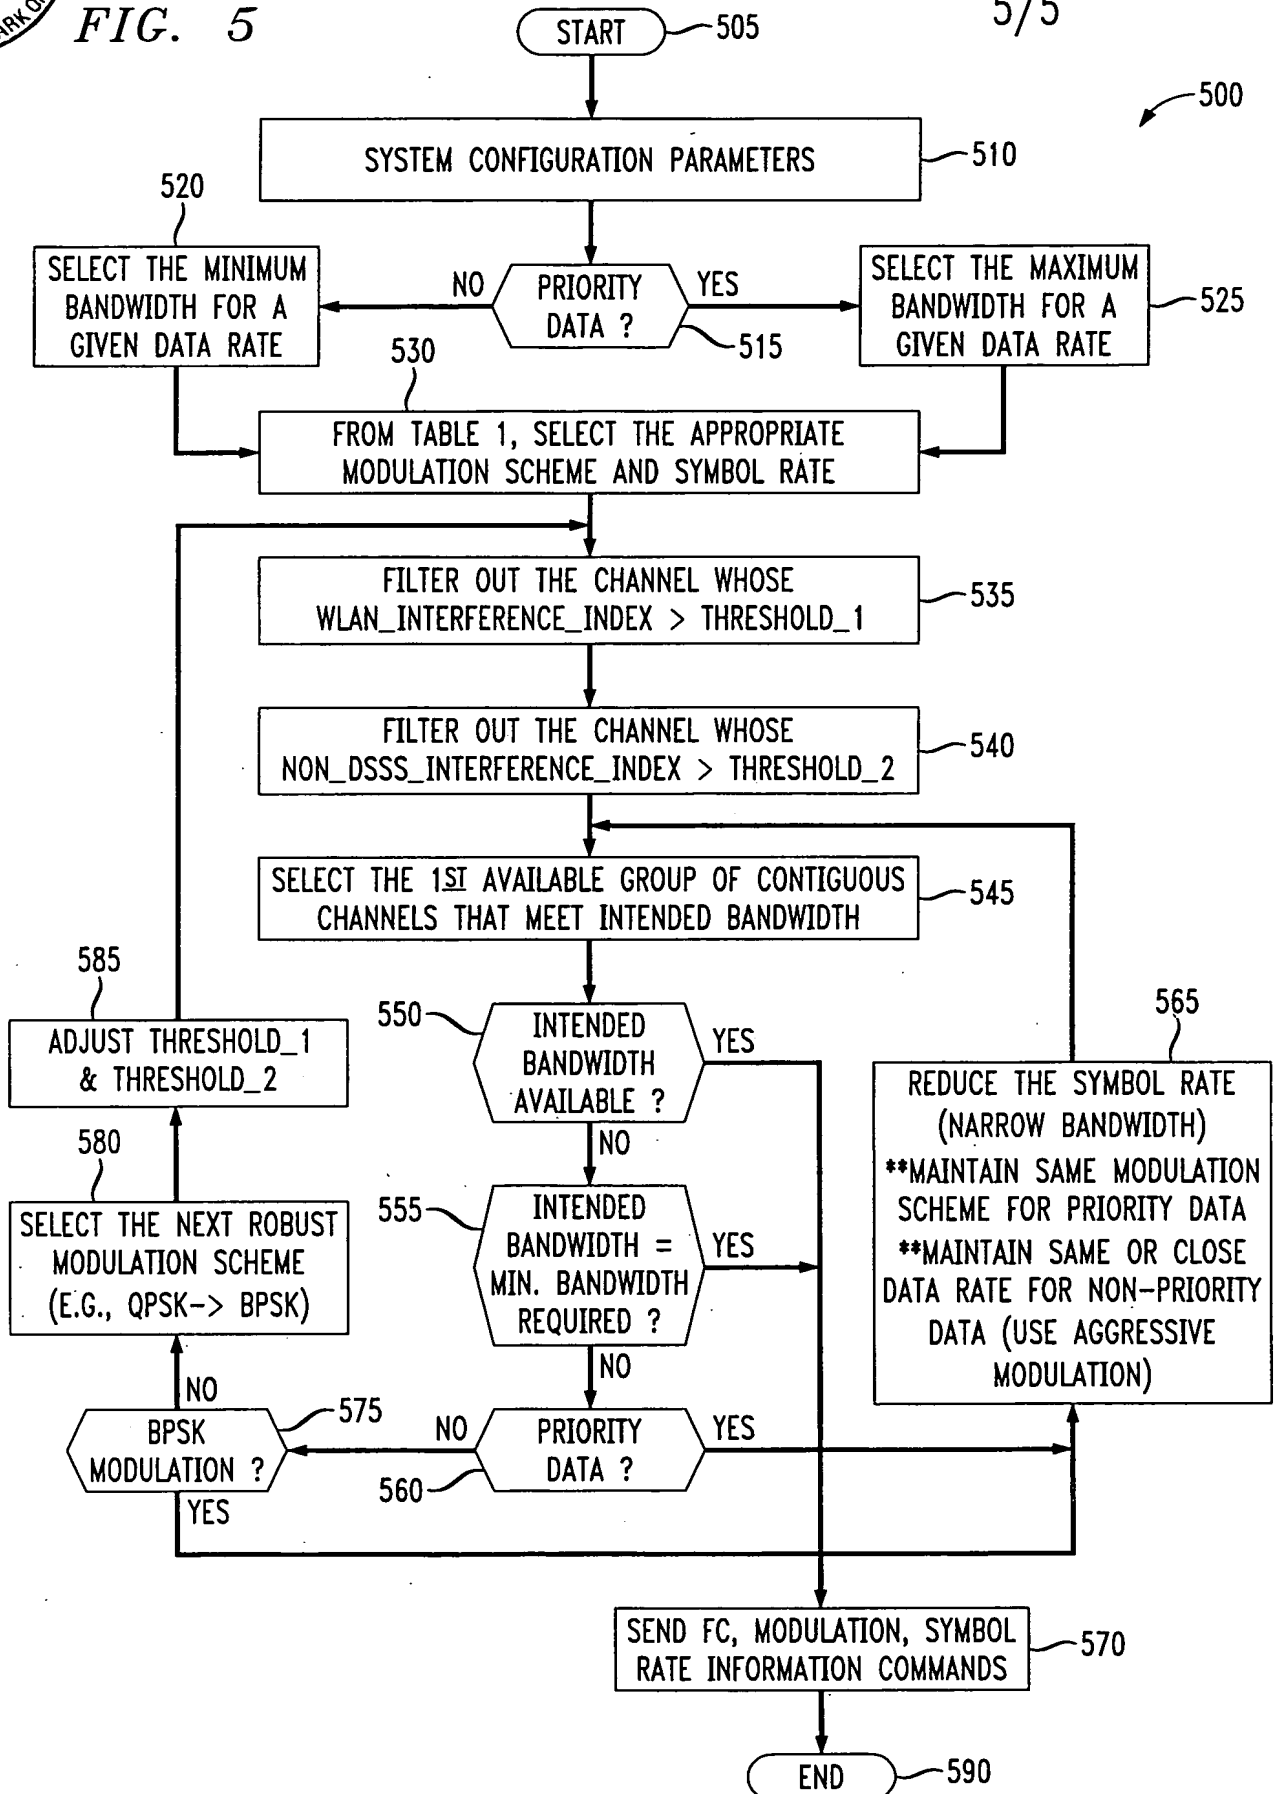 ARK O
FIG. 5
5/5
START
505
500
SYSTEM CONFIGURATION PARAMETERS
510
520
SELECT THE MINIMUM
BANDWIDTH FOR A
GIVEN DATA RATE
NO
PRIORITY
DATA ?
YES
515
SELECT THE MAXIMUM
BANDWIDTH FOR A
GIVEN DATA RATE
525
530
FROM TABLE 1, SELECT THE APPROPRIATE
MODULATION SCHEME AND SYMBOL RATE
FILTER OUT THE CHANNEL WHOSE
WLAN_INTERFERENCE_INDEX > THRESHOLD_1
535
FILTER OUT THE CHANNEL WHOSE
NON_DSSS_INTERFERENCE_INDEX > THRESHOLD_2
540
SELECT THE 1ST AVAILABLE GROUP OF CONTIGUOUS
CHANNELS THAT MEET INTENDED BANDWIDTH
545
585
ADJUST THRESHOLD_1
& THRESHOLD_2
550
INTENDED
BANDWIDTH
AVAILABLE ?
YES
NO
565
REDUCE THE SYMBOL RATE
(NARROW BANDWIDTH)
**MAINTAIN SAME MODULATION
SCHEME FOR PRIORITY DATA
**MAINTAIN SAME OR CLOSE
DATA RATE FOR NON-PRIORITY
DATA (USE AGGRESSIVE
MODULATION)
580
SELECT THE NEXT ROBUST
MODULATION SCHEME
(E.G., QPSK-> BPSK)
555
INTENDED
BANDWIDTH =
MIN. BANDWIDTH
REQUIRED ?
YES
NO
NO
BPSK
MODULATION ?
575
YES
NO
PRIORITY
DATA ?
YES
560
SEND FC, MODULATION, SYMBOL
RATE INFORMATION COMMANDS
570
END
590